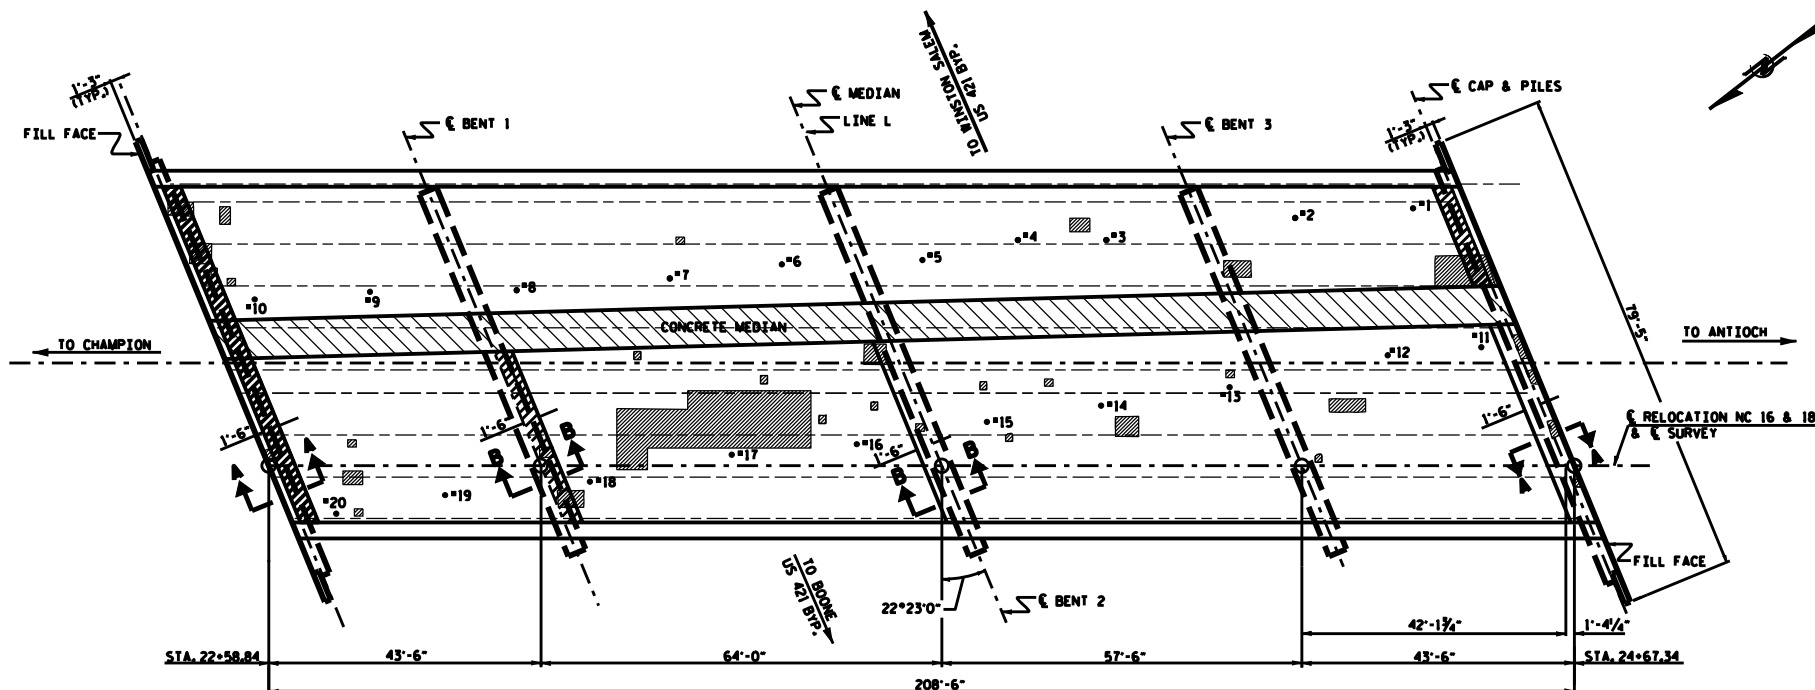 TO WINSTON SALEM
US 421 BYP.
1'-3"
(TYP.)
℄ MEDIAN
℄ CAP & PILES
FILL FACE
℄ BENT 1
LINE L
℄ BENT 3
1'-3"
(TYP.)
#1
#2
#3
#4
#5
#6
#7
#8
#9
#10
79'-5"
CONCRETE MEDIAN
TO CHAMPION
TO ANTIOCH
#11
#12
#13
#14
#15
#16
#17
#18
#19
#20
1'-6"
1'-6"
1'-6"
1'-6"
℄ RELOCATION NC 16 & 18
& ℄ SURVEY
A
A
B
B
B
B
A
A
TO BOONE
US 421 BYP.
22°23'0"
℄ BENT 2
FILL FACE
42'-1¾"
1'-4¼"
STA. 22+58.84
43'-6"
64'-0"
57'-6"
43'-6"
STA. 24+67.34
208'-6"